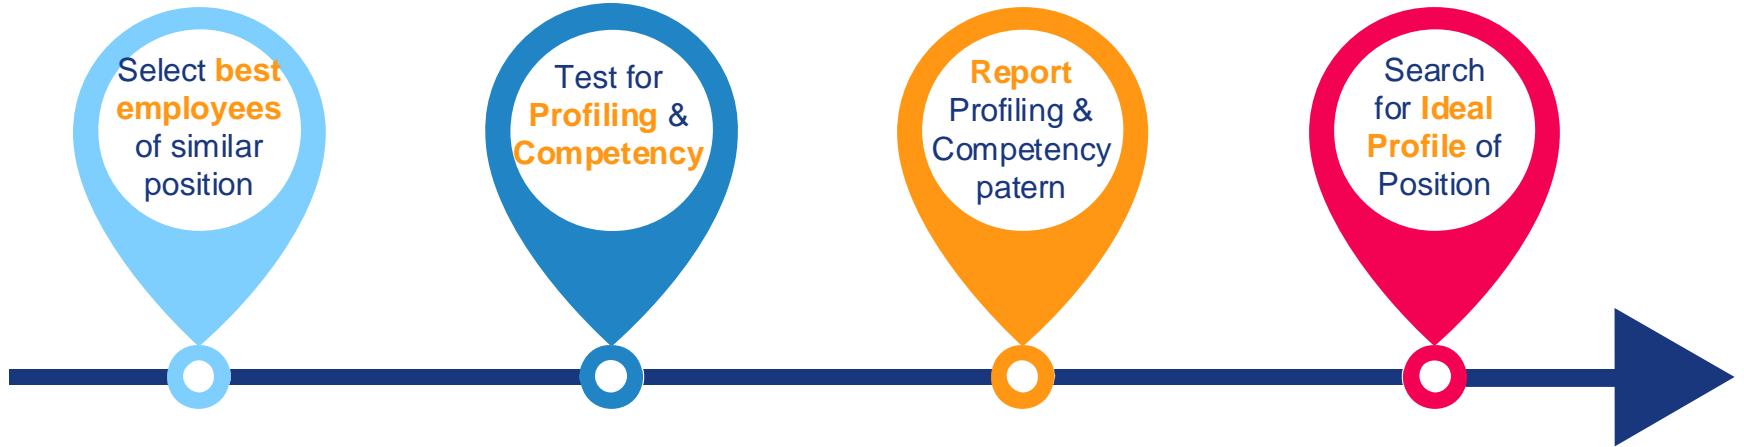 Select best
employees
of similar
position
Test for
Profiling &
Competency
Report
Profiling &
Competency
patern
Search
for Ideal
Profile of
Position